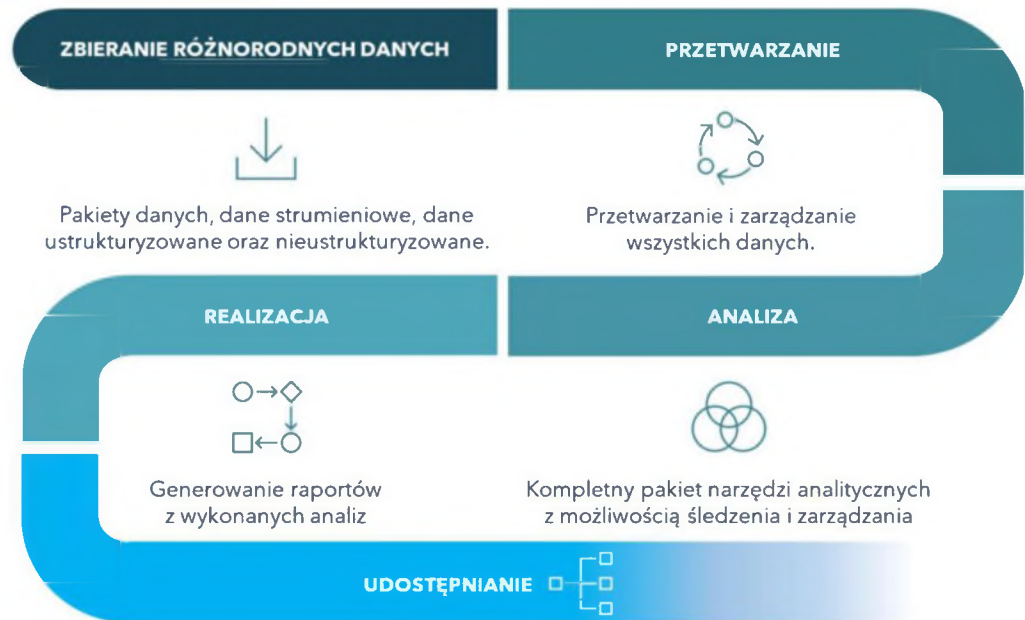 ZBIERANIE RÓŻNORODNYCH DANYCH
PRZETWARZANIE
Pakiety danych, dane strumieniowe, dane
ustrukturyzowane oraz nieustrukturyzowane.
Przetwarzanie i zarządzanie
wszystkich danych.
REALIZACJA
ANALIZA
Generowanie raportów
z wykonanych analiz
Kompletny pakiet narzędzi analitycznych
z możliwością śledzenia i zarządzania
UDOSTĘPNIANIE